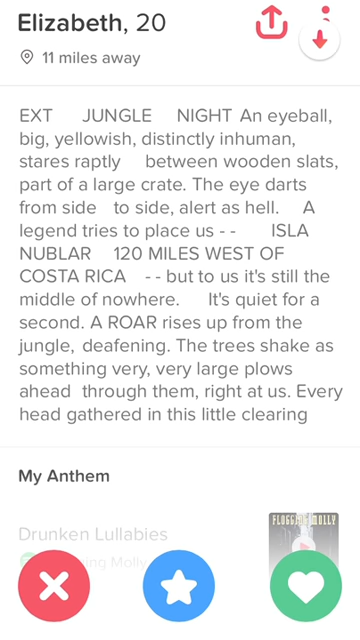 Elizabeth, 20
11 miles away
EXT JUNGLE NIGHT An eyeball,
big, yellowish, distinctly inhuman,
stares raptly between wooden slats,
part of a large crate. The eye darts
from side to side, alert as hell. A
legend tries to place us - - ISLA
NUBLAR 120 MILES WEST OF
COSTA RICA - - but to us it's still the
middle of nowhere. It's quiet for a
second. A ROAR rises up from the
jungle, deafening. The trees shake as
something very, very large plows
ahead through them, right at us. Every
head gathered in this little clearing
My Anthem
Drunken Lullabies
Molly
FLOGGING MOLLY